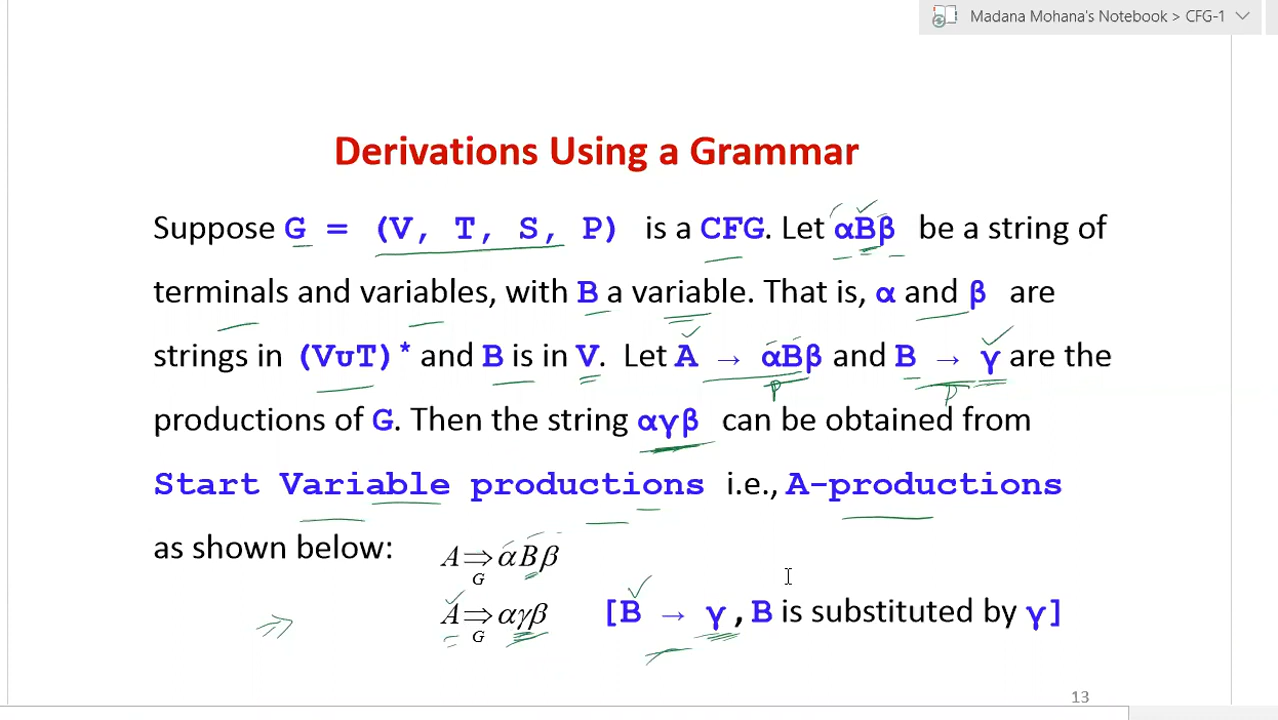 Madana Mohana's Notebook > CFG-1
Derivations Using a Grammar
Suppose G = (V, T, S, P) is a CFG. Let αBβ be a string of
terminals and variables, with B a variable. That is, α and β are
strings in (VυT)* and B is in V. Let A → αBβ and B → γ are the
P P
productions of G. Then the string αγβ can be obtained from
Start Variable productions i.e., A-productions
as shown below: A ⇒ αBβ
G
A ⇒ αγβ [B → γ, B is substituted by γ]
G
13